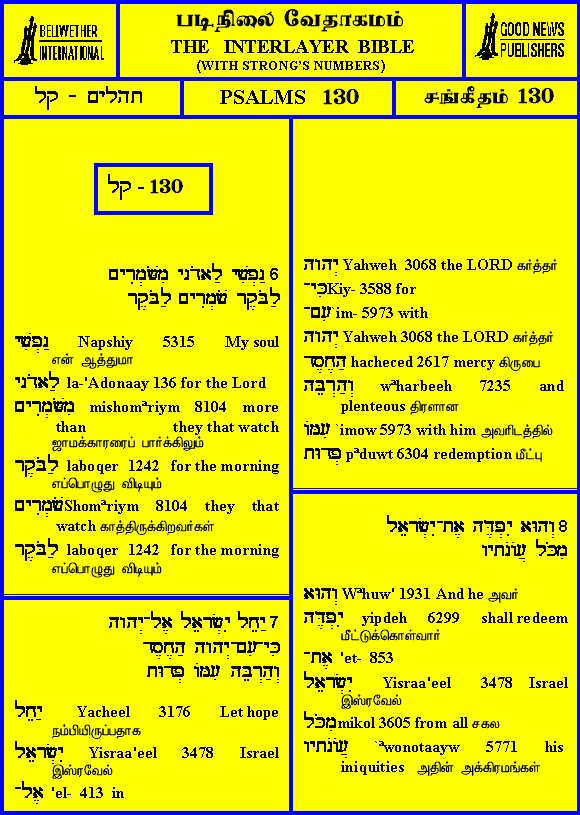 BELLWETHER
INTERNATIONAL
படிநிலை வேதாகமம்
THE INTERLAYER BIBLE
(WITH STRONG'S NUMBERS)
GOOD NEWS
PUBLISHERS
תהלים - קל
PSALMS 130
சங்கீதம் 130
קל - 130
6 נַפְשִׁי לַאדֹנָי מִשֹּׁמְרִים
לַבֹּקֶר שֹׁמְרִים לַבֹּקֶר
נַפְשִׁי Napshiy 5315 My soul
என் ஆத்துமா
לַאדֹנָי la-'Adonaay 136 for the Lord
מִשֹּׁמְרִים mishomªriym 8104 more
than they that watch
ஜாமக்காரரைப் பார்க்கிலும்
לַבֹּקֶר laboqer 1242 for the morning
எப்பொழுது விடியும்
שֹׁמְרִים Shomªriym 8104 they that
watch காத்திருக்கிறவர்கள்
לַבֹּקֶר laboqer 1242 for the morning
எப்பொழுது விடியும்
7 יַחֵל יִשְׂרָאֵל אֶל־יְהוָה
כִּי־עִם־יְהוָה הַחֶסֶד
וְהַרְבֵּה עִמּוֹ פְדוּת
יַחֵל Yacheel 3176 Let hope
நம்பியிருப்பதாக
יִשְׂרָאֵל Yisraa'eel 3478 Israel
இஸ்ரவேல்
אֶל־ 'el- 413 in
יְהוָה Yahweh 3068 the LORD கர்த்தர்
כִּי־ Kiy- 3588 for
עִם־ `im- 5973 with
יְהוָה Yahweh 3068 the LORD கர்த்தர்
הַחֶסֶד hacheced 2617 mercy கிருபை
וְהַרְבֵּה wªharbeeh 7235 and
plenteous திரளான
עִמּוֹ `imow 5973 with him அவரிடத்தில்
פְדוּת pªduwt 6304 redemption மீட்பு
8 וְהוּא יִפְדֶּה אֶת־יִשְׂרָאֵל
מִכֹּל עֲוֹנֹתָיו
וְהוּא Wªhuw' 1931 And he அவர்
יִפְדֶּה yipdeh 6299 shall redeem
மீட்டுக்கொள்வார்
אֶת־ 'et- 853
יִשְׂרָאֵל Yisraa'eel 3478 Israel
இஸ்ரவேல்
מִכֹּל mikol 3605 from all சகல
עֲוֹנֹתָיו `ªwonotaayw 5771 his
iniquities அதின் அக்கிரமங்கள்